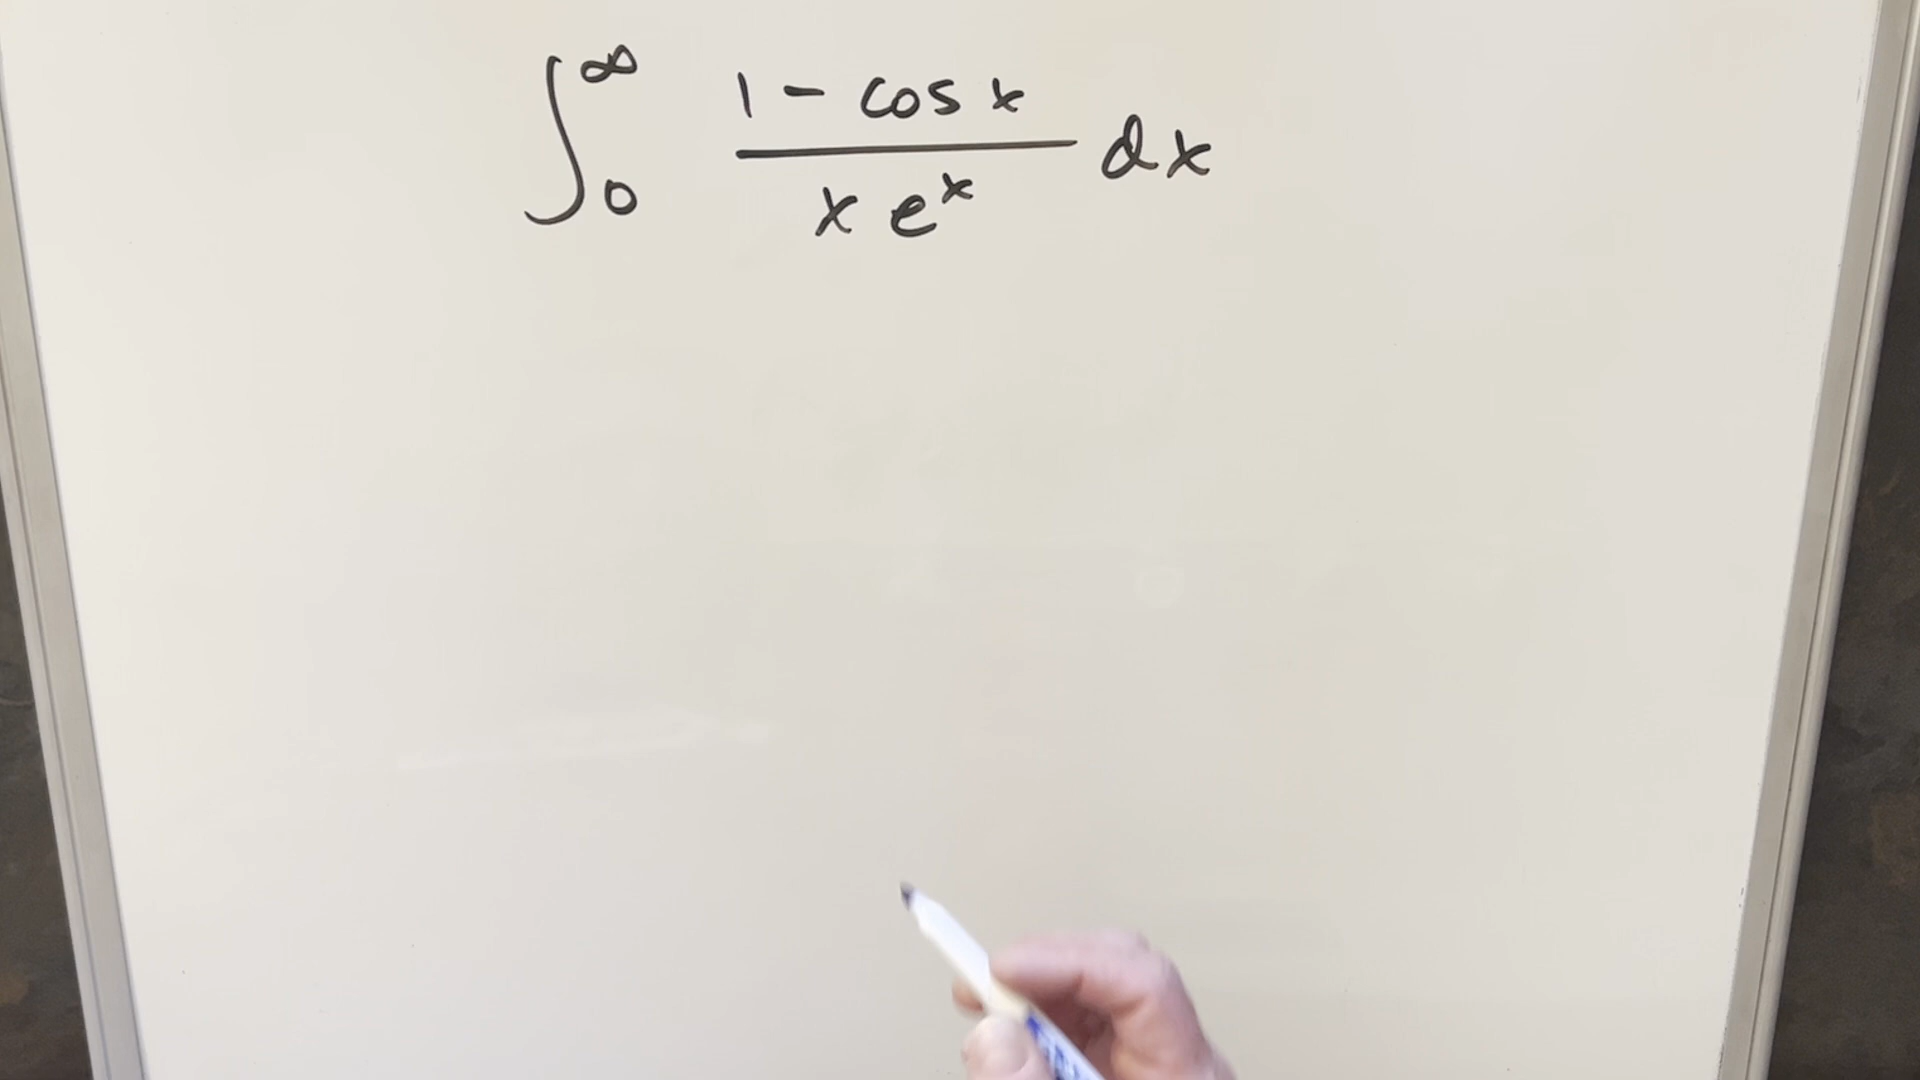 ∫₀^∞ (1 - cos x)/(x eˣ) dx